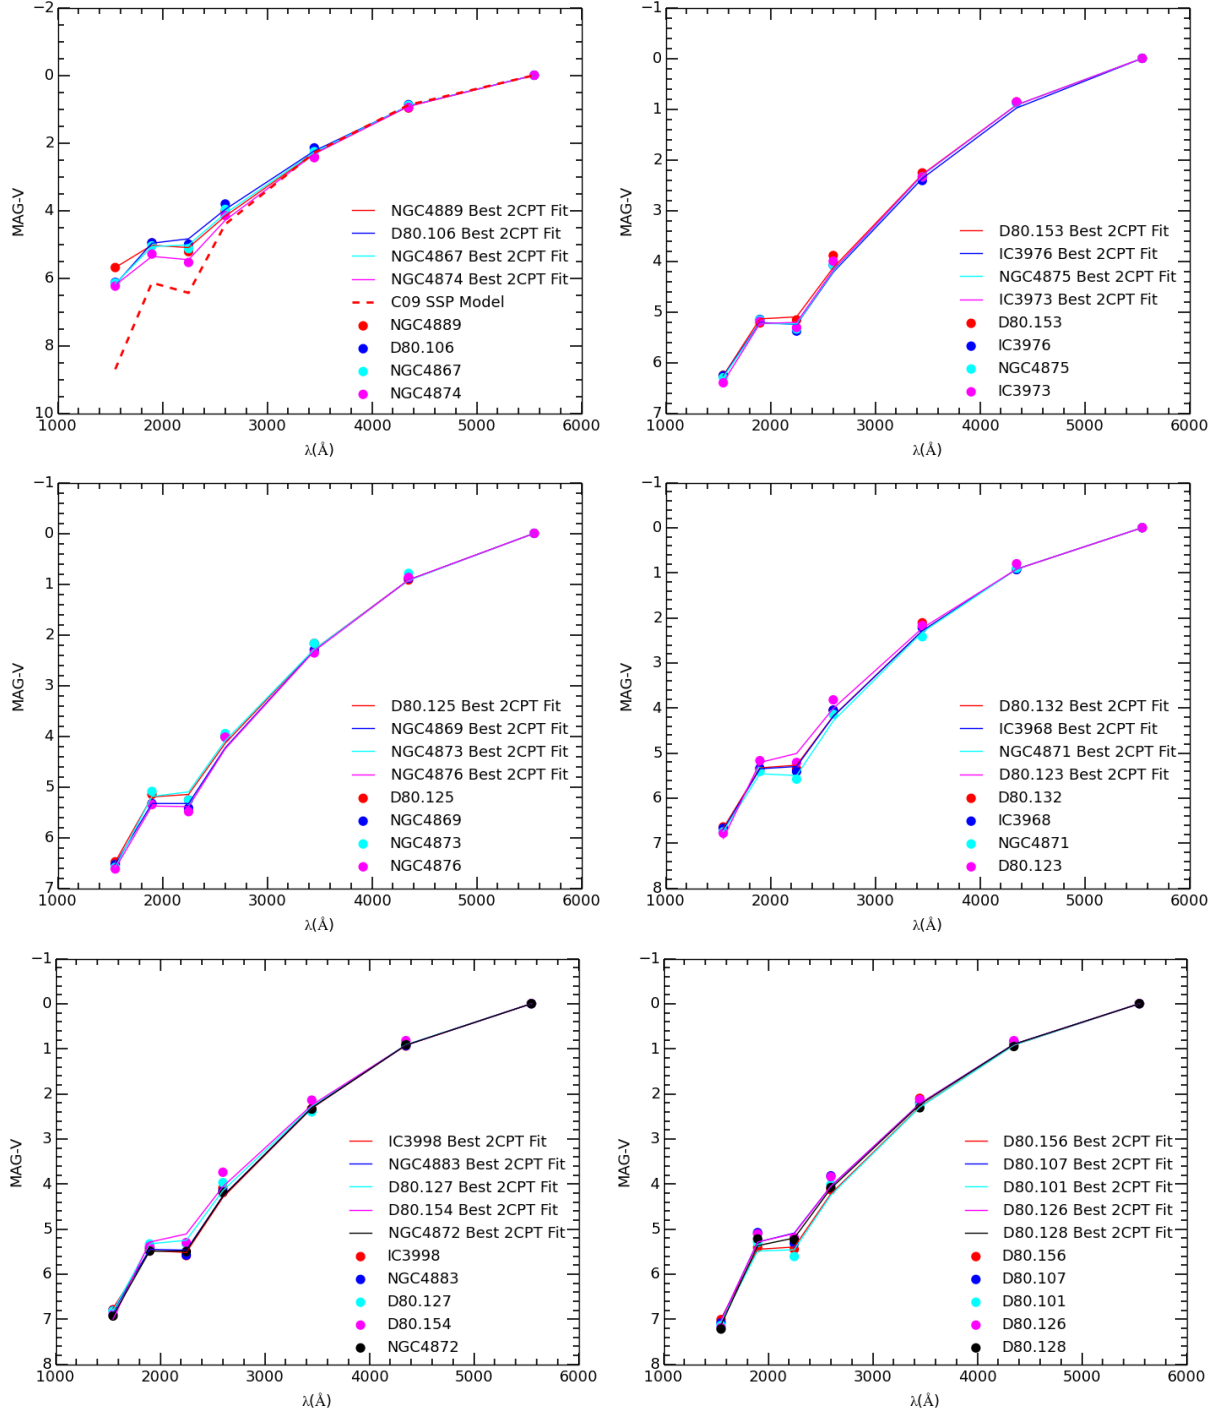 −1
0
1
2
3
4
5
6
7
1000
2000
3000
4000
5000
6000
MAG-V
λ(Å)
D80.153 Best 2CPT Fit
IC3976 Best 2CPT Fit
NGC4875 Best 2CPT Fit
IC3973 Best 2CPT Fit
D80.153
IC3976
NGC4875
IC3973
−2
0
2
4
6
8
10
1000
2000
3000
4000
5000
6000
MAG-V
λ(Å)
NGC4889 Best 2CPT Fit
D80.106 Best 2CPT Fit
NGC4867 Best 2CPT Fit
NGC4874 Best 2CPT Fit
C09 SSP Model
NGC4889
D80.106
NGC4867
NGC4874
−1
0
1
2
3
4
5
6
7
1000
2000
3000
4000
5000
6000
MAG-V
λ(Å)
D80.125 Best 2CPT Fit
NGC4869 Best 2CPT Fit
NGC4873 Best 2CPT Fit
NGC4876 Best 2CPT Fit
D80.125
NGC4869
NGC4873
NGC4876
−1
0
1
2
3
4
5
6
7
8
1000
2000
3000
4000
5000
6000
MAG-V
λ(Å)
D80.132 Best 2CPT Fit
IC3968 Best 2CPT Fit
NGC4871 Best 2CPT Fit
D80.123 Best 2CPT Fit
D80.132
IC3968
NGC4871
D80.123
−1
0
1
2
3
4
5
6
7
8
1000
2000
3000
4000
5000
6000
MAG-V
λ(Å)
IC3998 Best 2CPT Fit
NGC4883 Best 2CPT Fit
D80.127 Best 2CPT Fit
D80.154 Best 2CPT Fit
NGC4872 Best 2CPT Fit
IC3998
NGC4883
D80.127
D80.154
NGC4872
−1
0
1
2
3
4
5
6
7
8
1000
2000
3000
4000
5000
6000
MAG-V
λ(Å)
D80.156 Best 2CPT Fit
D80.107 Best 2CPT Fit
D80.101 Best 2CPT Fit
D80.126 Best 2CPT Fit
D80.128 Best 2CPT Fit
D80.156
D80.107
D80.101
D80.126
D80.128